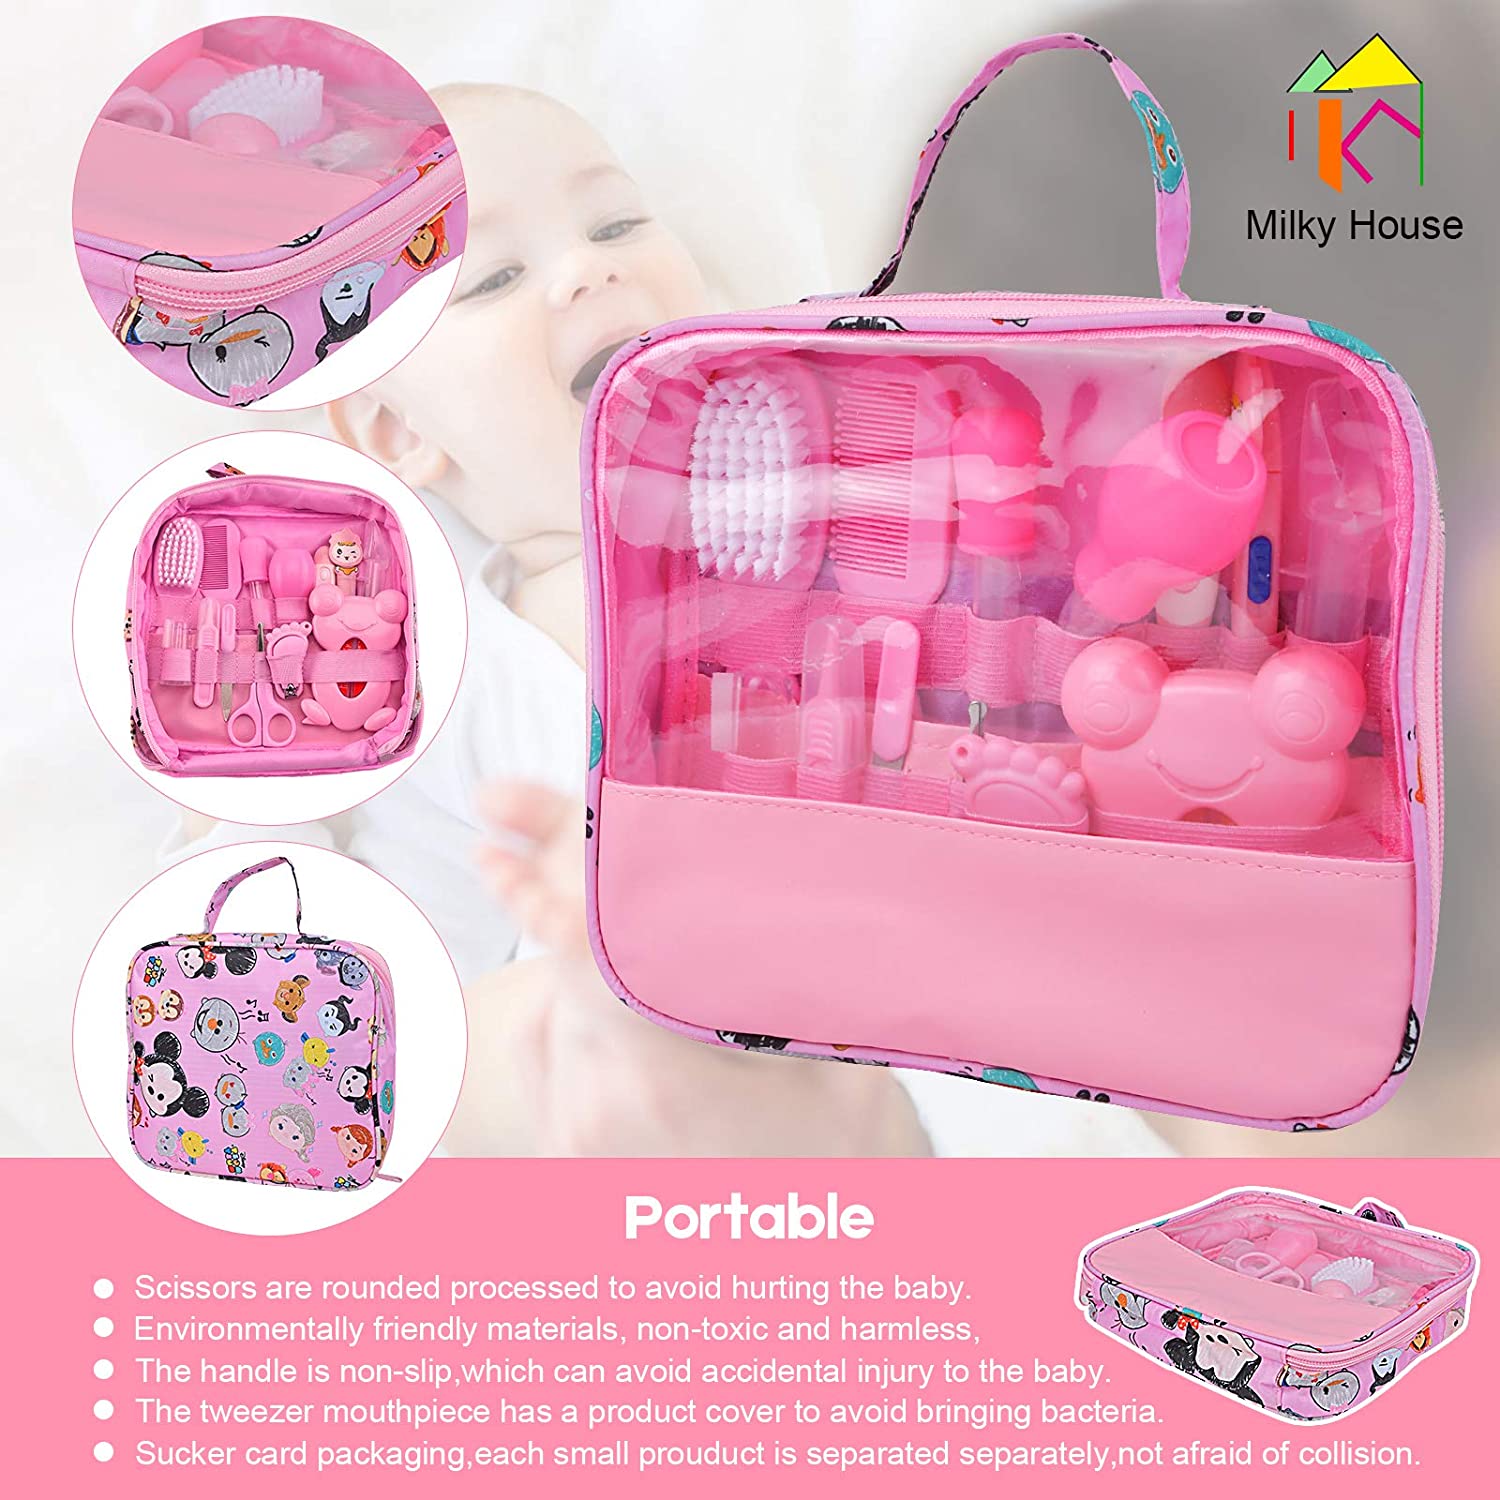 Milky House
Portable
Scissors are rounded processed to avoid hurting the baby.
Environmentally friendly materials, non-toxic and harmless,
The handle is non-slip,which can avoid accidental injury to the baby.
The tweezer mouthpiece has a product cover to avoid bringing bacteria.
Sucker card packaging,each small prouduct is separated separately,not afraid of collision.